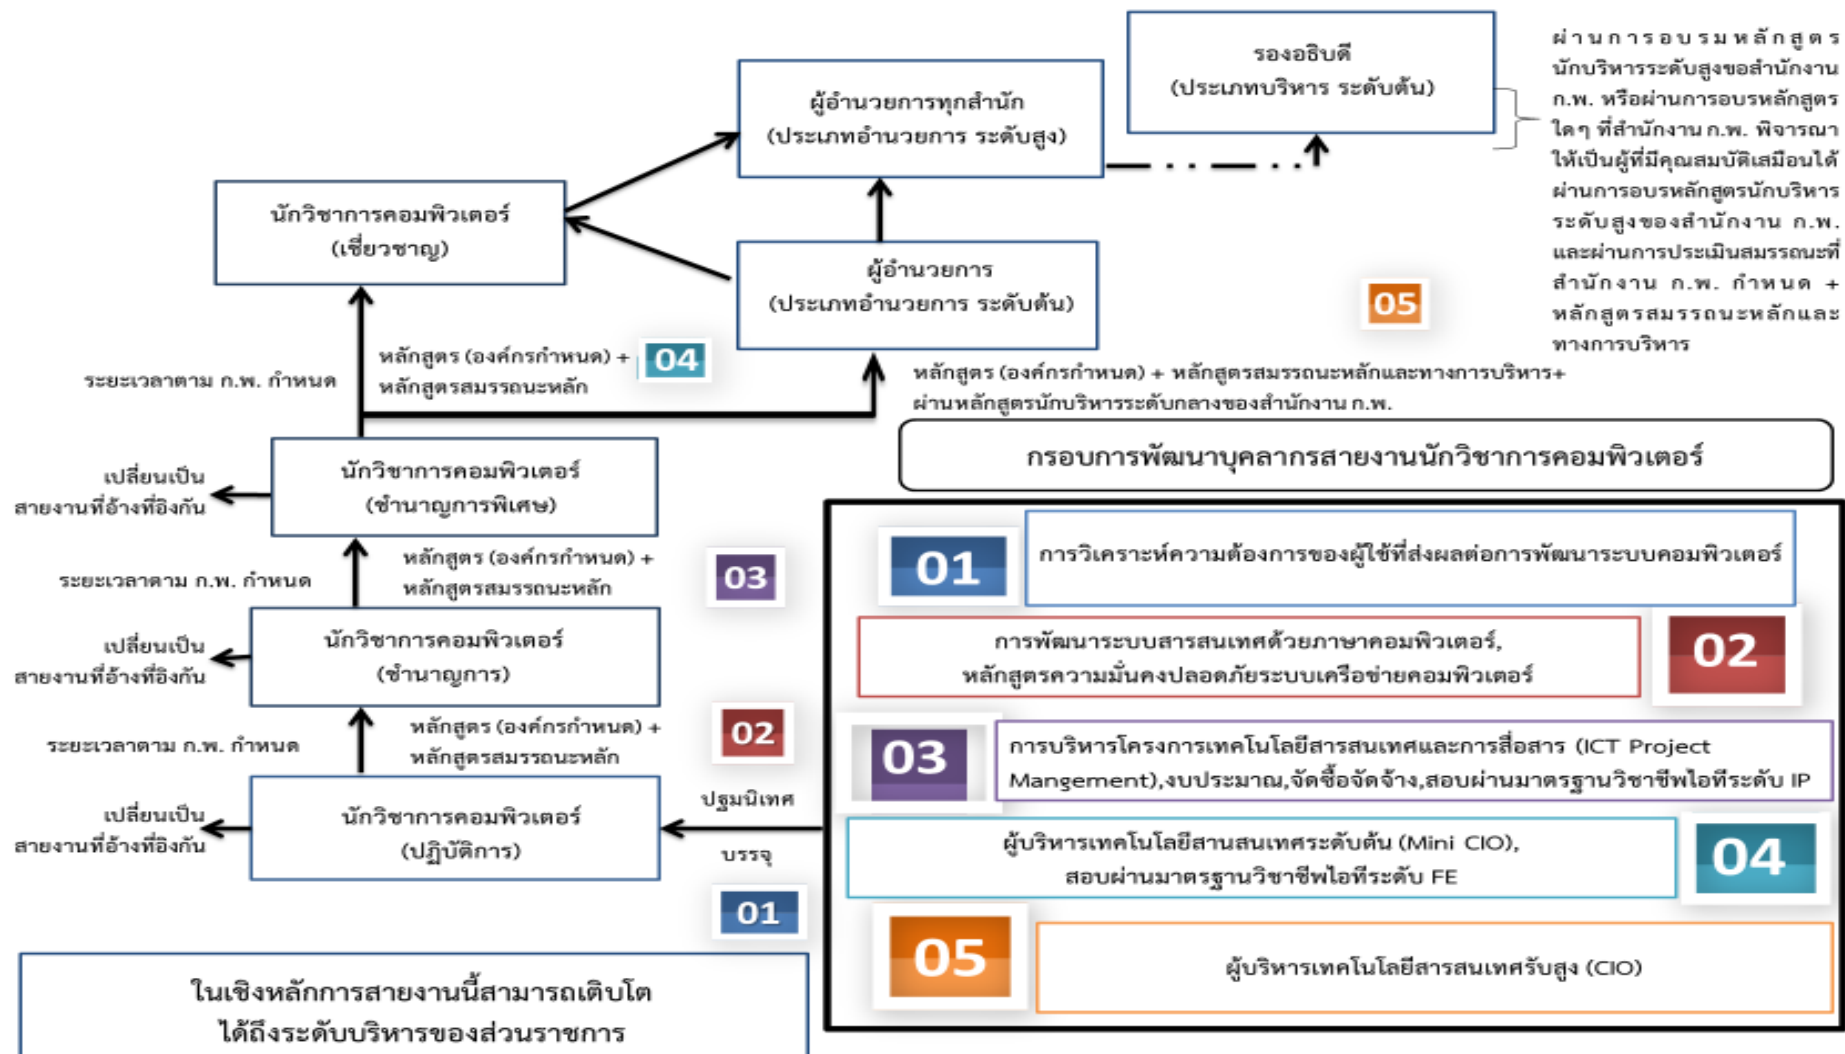 รองอธิบดี
(ประเภทบริหาร ระดับต้น)
ผ่านการอบรมหลักสูตร
นักบริหารระดับสูงขอสำนักงาน
ก.พ. หรือผ่านการอบรหลักสูตร
ใดๆ ที่สำนักงาน ก.พ. พิจารณา
ให้เป็นผู้ที่มีคุณสมบัติเสมือนได้
ผ่านการอบรหลักสูตรนักบริหาร
ระดับสูงของสำนักงาน ก.พ.
และผ่านการประเมินสมรรถนะที่
สำนักงาน ก.พ. กำหนด +
หลักสูตรสมรรถนะหลักและ
ทางการบริหาร
ผู้อำนวยการทุกสำนัก
(ประเภทอำนวยการ ระดับสูง)
นักวิชาการคอมพิวเตอร์
(เชี่ยวชาญ)
ผู้อำนวยการ
(ประเภทอำนวยการ ระดับต้น)
05
ระยะเวลาตาม ก.พ. กำหนด
หลักสูตร (องค์กรกำหนด) +
หลักสูตรสมรรถนะหลัก
04
หลักสูตร (องค์กรกำหนด) + หลักสูตรสมรรถนะหลักและทางการบริหาร+
ผ่านหลักสูตรนักบริหารระดับกลางของสำนักงาน ก.พ.
กรอบการพัฒนาบุคลากรสายงานนักวิชาการคอมพิวเตอร์
เปลี่ยนเป็น
สายงานที่อ้างที่อิงกัน
นักวิชาการคอมพิวเตอร์
(ชำนาญการพิเศษ)
ระยะเวลาตาม ก.พ. กำหนด
หลักสูตร (องค์กรกำหนด) +
หลักสูตรสมรรถนะหลัก
03
เปลี่ยนเป็น
สายงานที่อ้างที่อิงกัน
นักวิชาการคอมพิวเตอร์
(ชำนาญการ)
ระยะเวลาตาม ก.พ. กำหนด
หลักสูตร (องค์กรกำหนด) +
หลักสูตรสมรรถนะหลัก
02
เปลี่ยนเป็น
สายงานที่อ้างที่อิงกัน
นักวิชาการคอมพิวเตอร์
(ปฏิบัติการ)
ปฐมนิเทศ
บรรจุ
01
01
การวิเคราะห์ความต้องการของผู้ใช้ที่ส่งผลต่อการพัฒนาระบบคอมพิวเตอร์
การพัฒนาระบบสารสนเทศด้วยภาษาคอมพิวเตอร์,
หลักสูตรความมั่นคงปลอดภัยระบบเครือข่ายคอมพิวเตอร์
02
03
การบริหารโครงการเทคโนโลยีสารสนเทศและการสื่อสาร (ICT Project
Mangement),งบประมาณ,จัดซื้อจัดจ้าง,สอบผ่านมาตรฐานวิชาชีพไอทีระดับ IP
ผู้บริหารเทคโนโลยีสานสนเทศระดับต้น (Mini CIO),
สอบผ่านมาตรฐานวิชาชีพไอทีระดับ FE
04
05
ผู้บริหารเทคโนโลยีสารสนเทศรับสูง (CIO)
ในเชิงหลักการสายงานนี้สามารถเติบโต
ได้ถึงระดับบริหารของส่วนราชการ